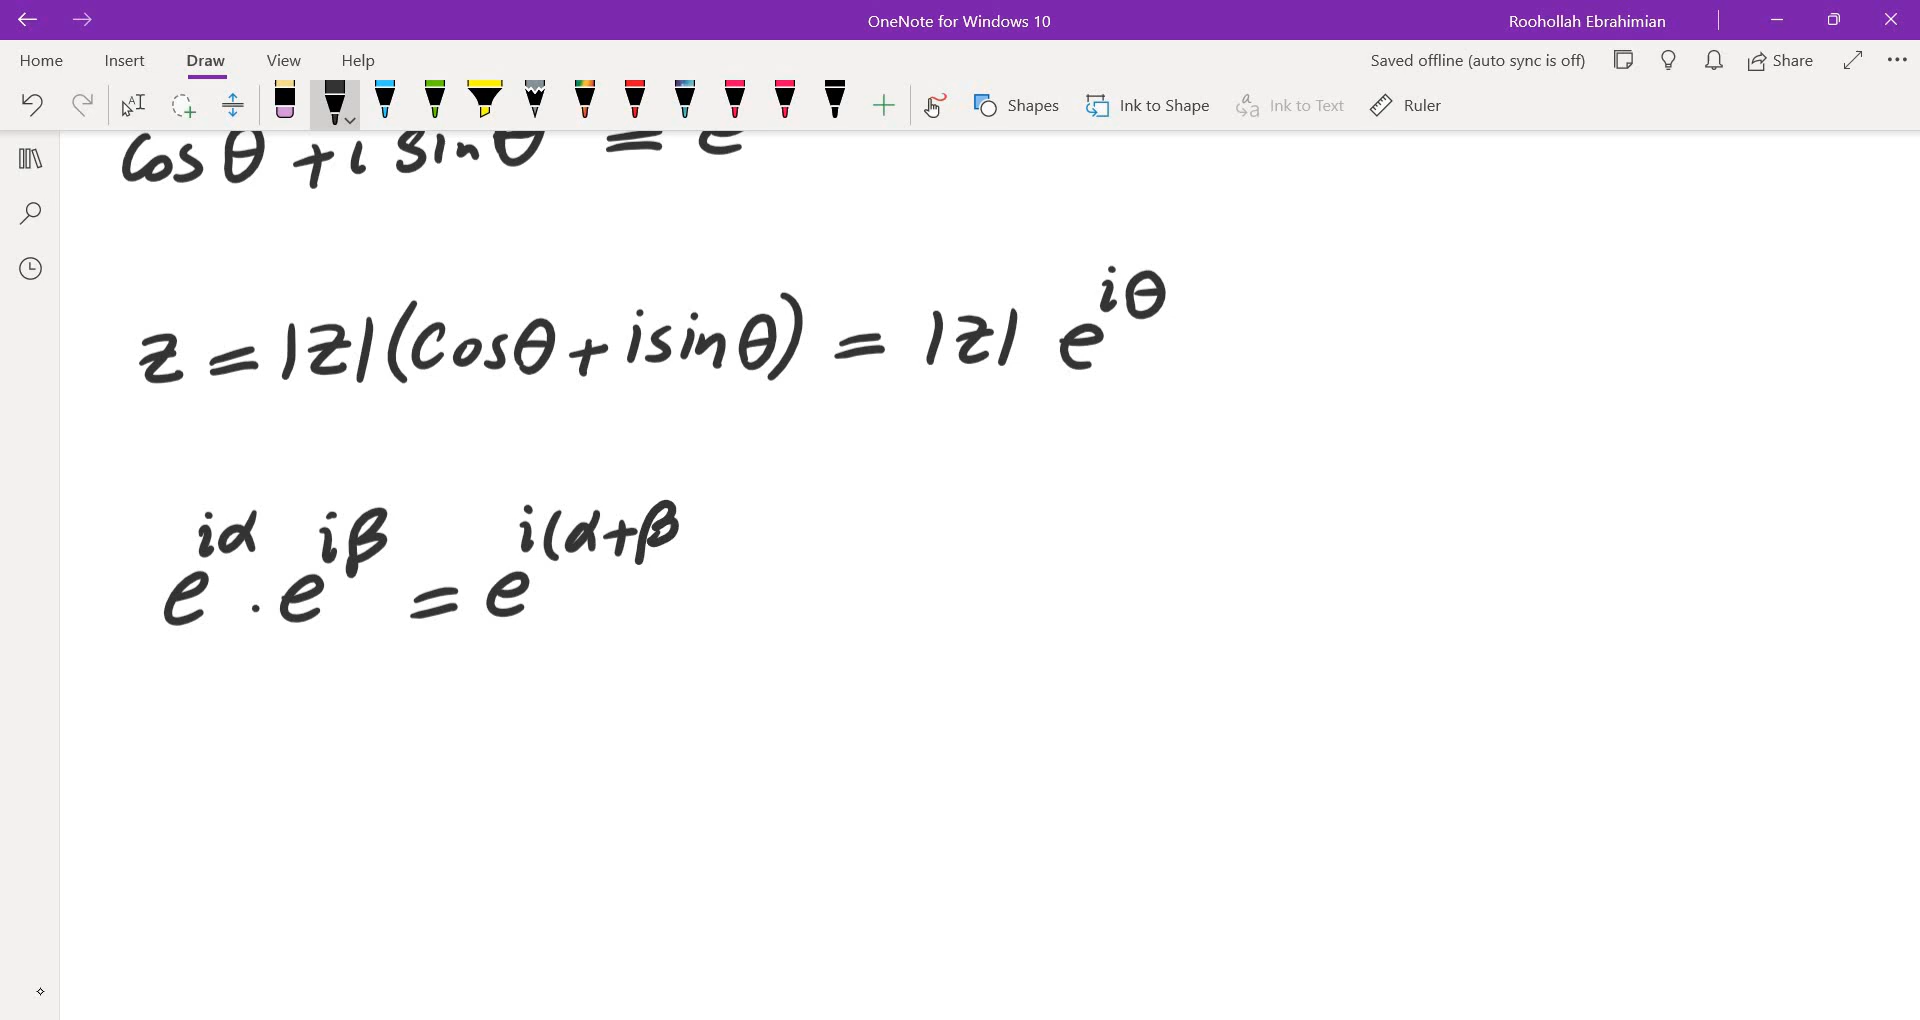 OneNote for Windows 10
Roohollah Ebrahimian
Home Insert Draw View Help
Saved offline (auto sync is off) Share
Shapes Ink to Shape Ink to Text Ruler
cos θ + i sin θ = e
z = |z| (cosθ + i sin θ) = |z| e^{iθ}
e^{iα} · e^{iβ} = e^{i(α+β}